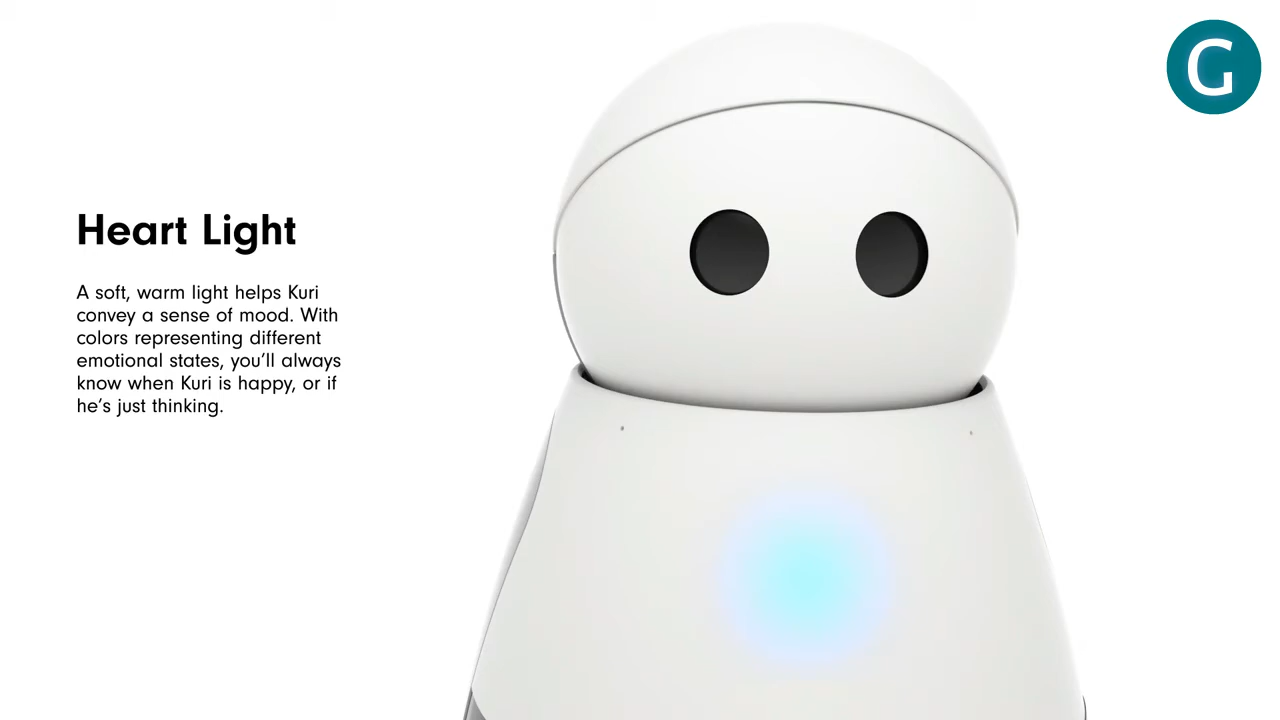 Heart Light
A soft, warm light helps Kuri
convey a sense of mood. With
colors representing different
emotional states, you’ll always
know when Kuri is happy, or if
he’s just thinking.
G